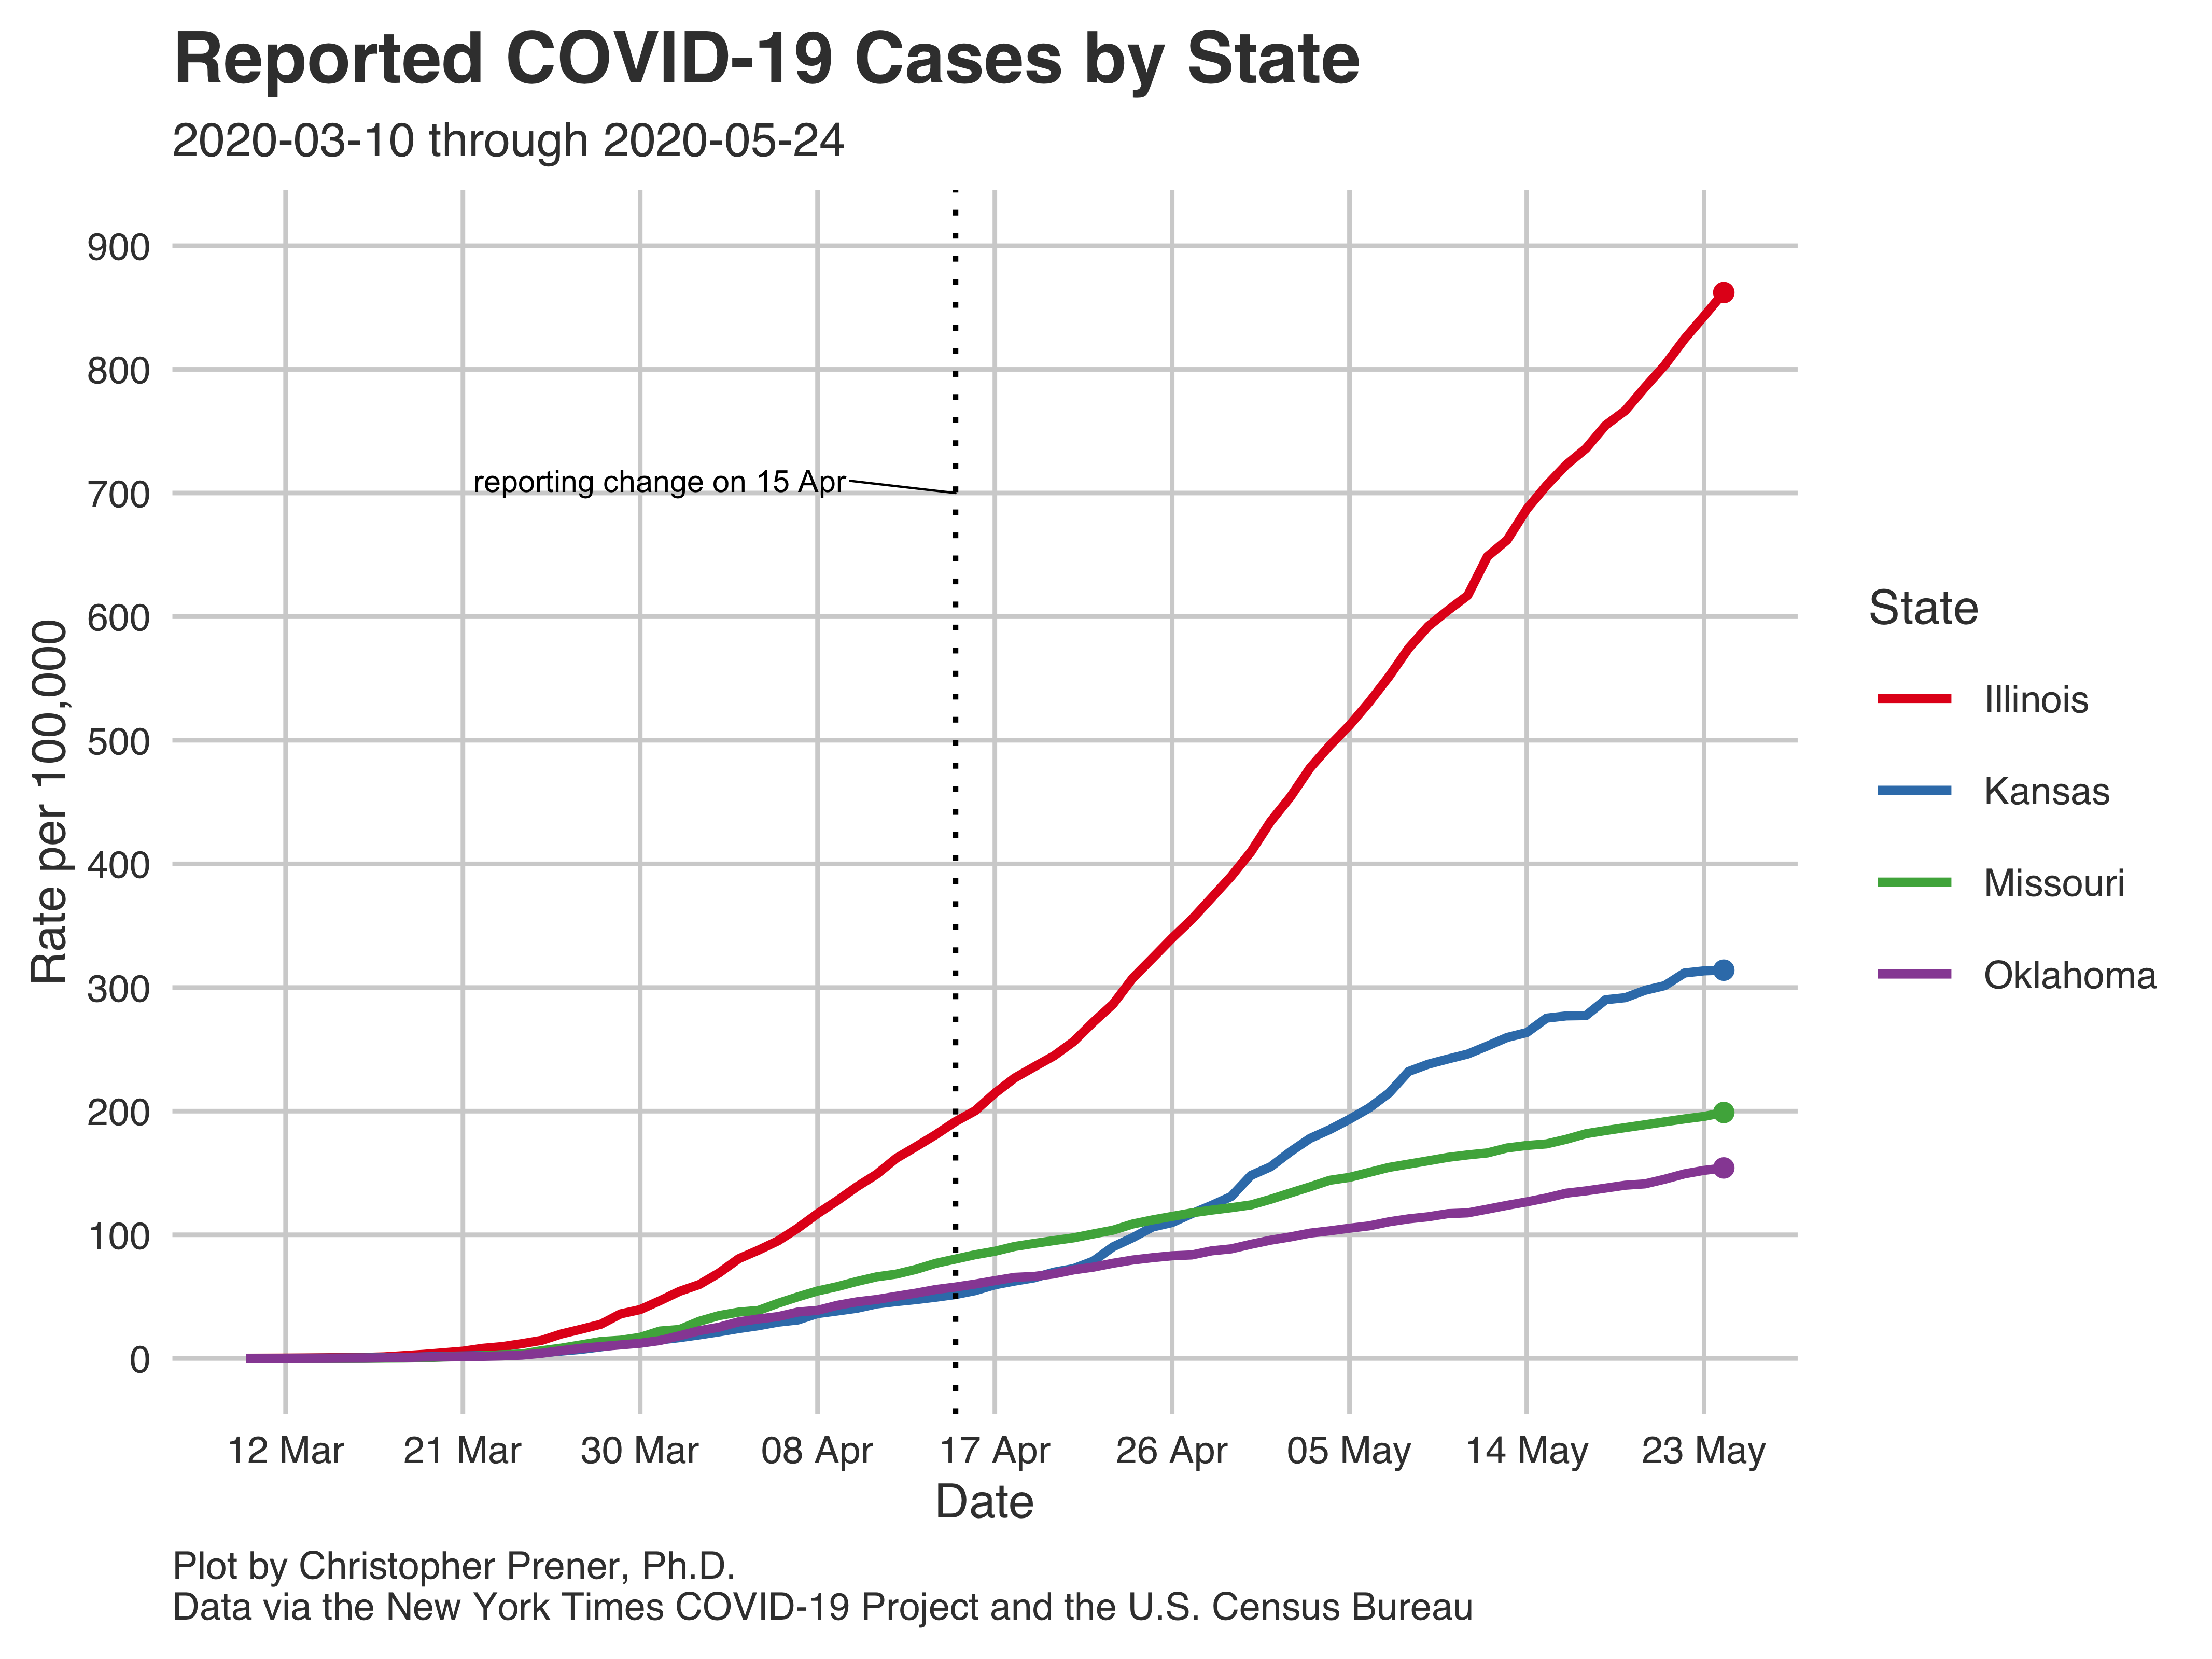 Reported COVID-19 Cases by State
2020-03-10 through 2020-05-24
900
800
700
600
500
400
300
200
100
0
Rate per 100,000
reporting change on 15 Apr
12 Mar 21 Mar 30 Mar 08 Apr 17 Apr 26 Apr 05 May 14 May 23 May
Date
State
Illinois
Kansas
Missouri
Oklahoma
Plot by Christopher Prener, Ph.D.
Data via the New York Times COVID-19 Project and the U.S. Census Bureau